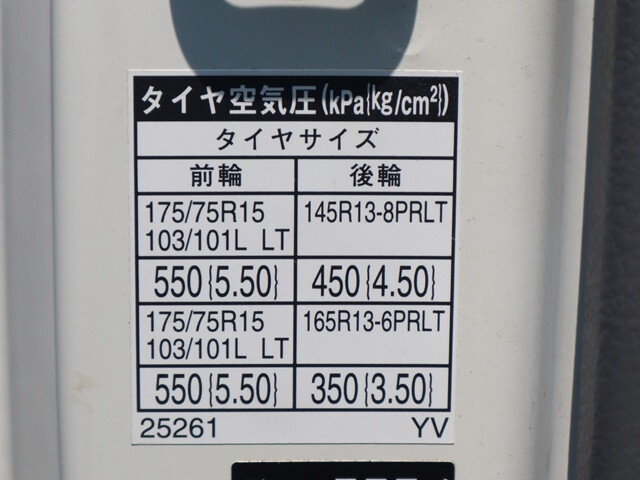 タイヤ空気圧(kPa{kg/cm²})
タイヤサイズ
前輪 後輪
175/75R15 145R13-8PRLT
103/101L LT
550{5.50} 450{4.50}
175/75R15 165R13-6PRLT
103/101L LT
550{5.50} 350{3.50}
25261 YV